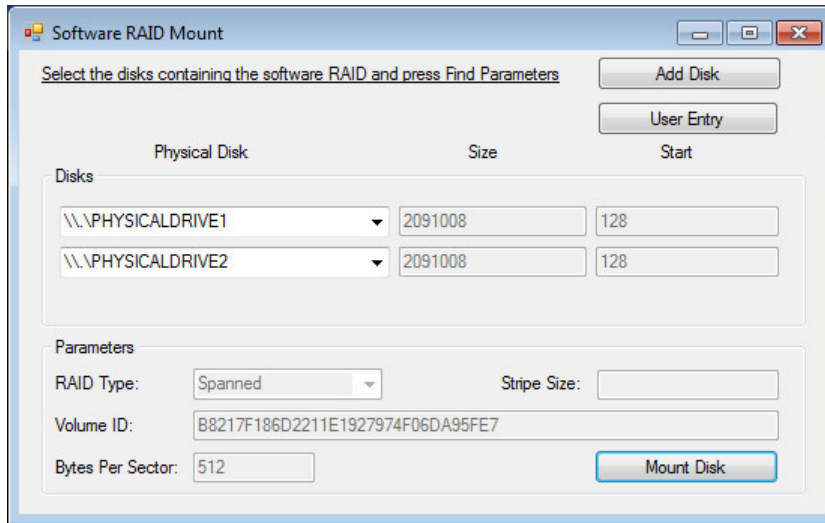 Software RAID Mount
Select the disks containing the software RAID and press Find Parameters
Add Disk
User Entry
Physical Disk Size Start
Disks
\\.\PHYSICALDRIVE1 2091008 128
\\.\PHYSICALDRIVE2 2091008 128
Parameters
RAID Type: Spanned Stripe Size:
Volume ID: B8217F186D2211E1927974F06DA95FE7
Bytes Per Sector: 512 Mount Disk